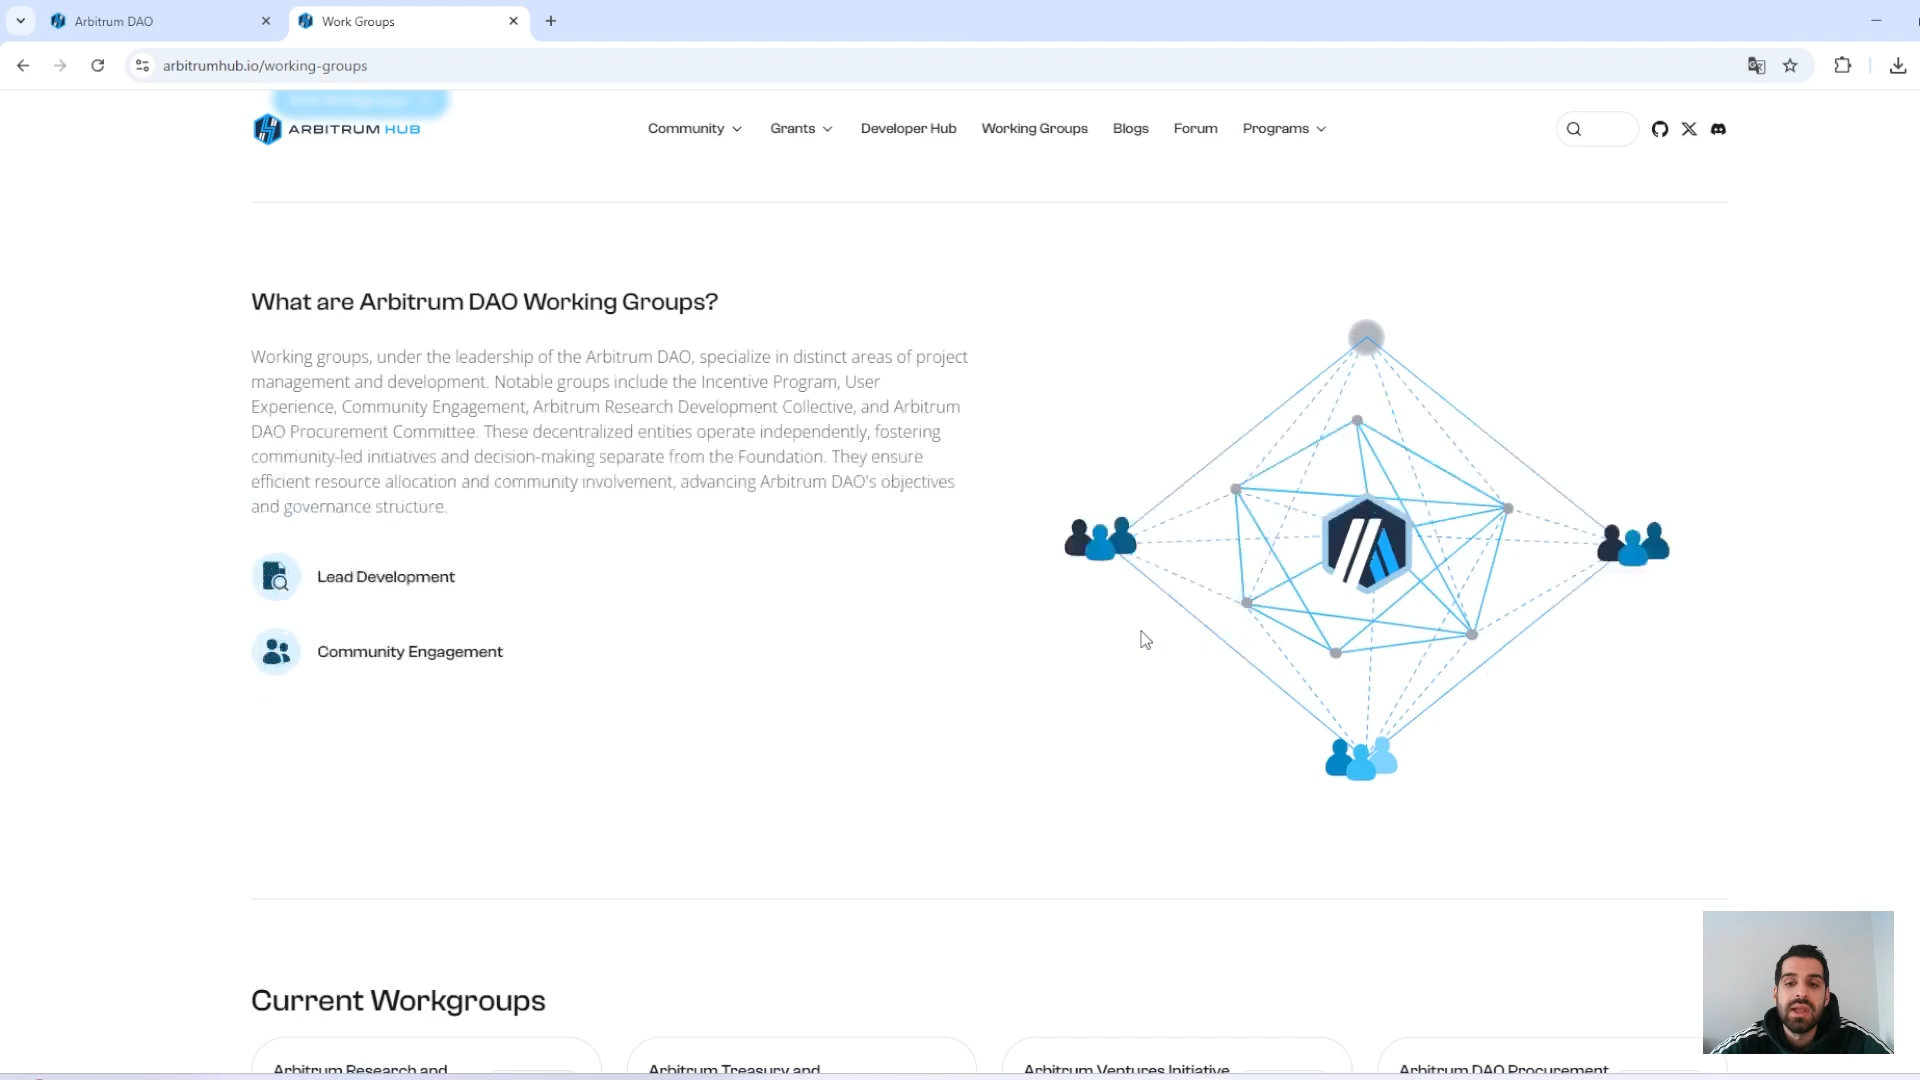 Arbitrum DAO
Work Groups
arbitrumhub.io/working-groups
ARBITRUM HUB
Community
Grants
Developer Hub
Working Groups
Blogs
Forum
Programs
What are Arbitrum DAO Working Groups?
Working groups, under the leadership of the Arbitrum DAO, specialize in distinct areas of project
management and development. Notable groups include the Incentive Program, User
Experience, Community Engagement, Arbitrum Research Development Collective, and Arbitrum
DAO Procurement Committee. These decentralized entities operate independently, fostering
community-led initiatives and decision-making separate from the Foundation. They ensure
efficient resource allocation and community involvement, advancing Arbitrum DAO's objectives
and governance structure.
Lead Development
Community Engagement
Current Workgroups
Arbitrum Research and
Arbitrum Treasury and
Arbitrum Ventures Initiative
Arbitrum DAO Procurement